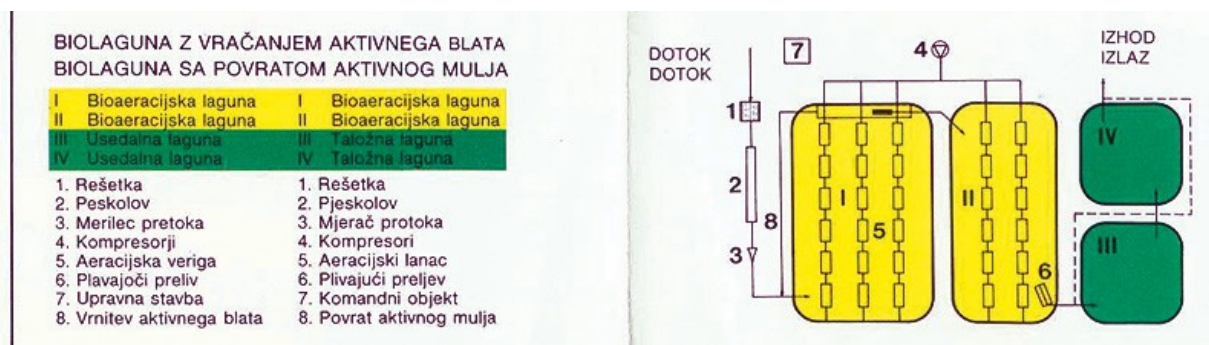 BIOLAGUNA Z VRAČANJEM AKTIVNEGA BLATA
BIOLAGUNA SA POVRATOM AKTIVNOG MULJA
I Bioaeracijska laguna I Bioaeracijska laguna
II Bioaeracijska laguna II Bioaeracijska laguna
III Usedalna laguna III Taložna laguna
IV Usedalna laguna IV Taložna laguna
1. Rešetka 1. Rešetka
2. Peskolov 2. Pjeskolov
3. Merilec pretoka 3. Mjerač protoka
4. Kompresorji 4. Kompresori
5. Aeracijska veriga 5. Aeracijski lanac
6. Plavajoči preliv 6. Plivajući preljev
7. Upravna stavba 7. Komandni objekt
8. Vrnitev aktivnega blata 8. Povrat aktivnog mulja
DOTOK
DOTOK
7
4
IZHOD
IZLAZ
1
2
8
3
I
5
II
6
IV
III